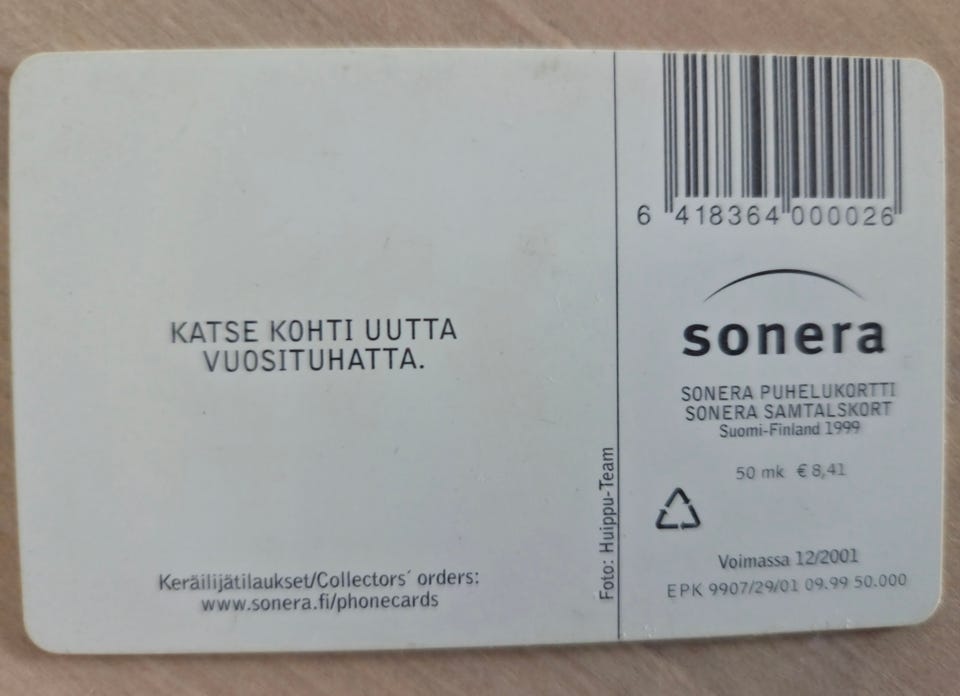 KATSE KOHTI UUTTA
VUOSITUHATTA.
Keräilijätilaukset/Collectors´ orders:
www.sonera.fi/phonecards
Foto: Huippu-Team
6 418364 000026
sonera
SONERA PUHELUKORTTI
SONERA SAMTALSKORT
Suomi-Finland 1999
50 mk € 8,41
Voimassa 12/2001
EPK 9907/29/01 09.99 50.000